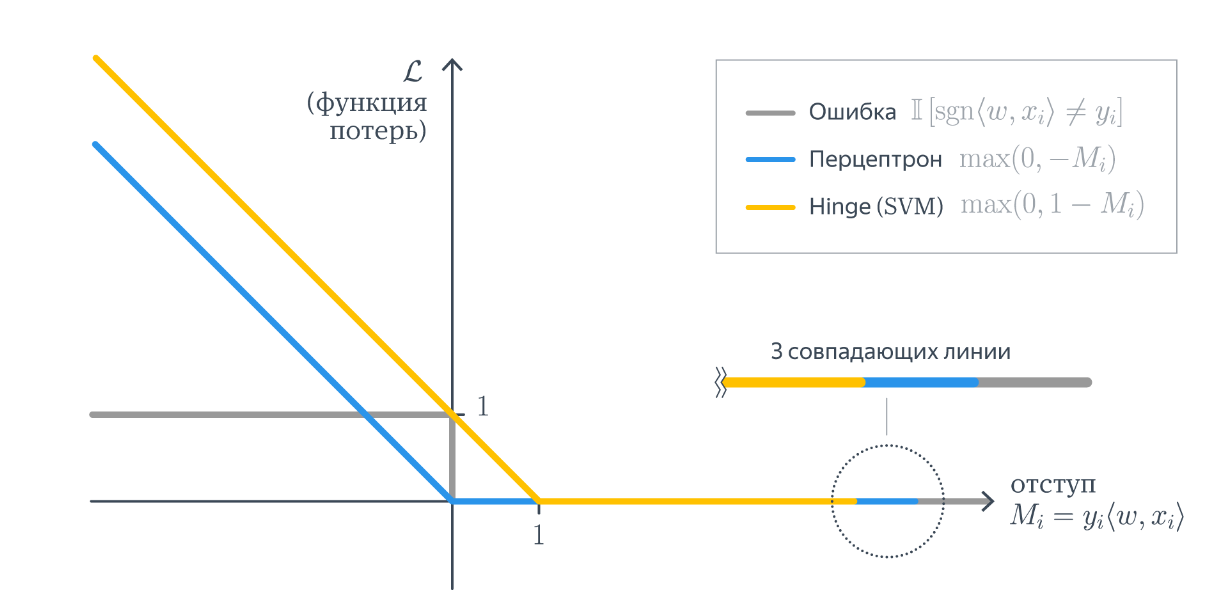 ℒ
(функция
потерь)
Ошибка 𝕀[sgn⟨w, xᵢ⟩ ≠ yᵢ]
Перцептрон max(0, −Mᵢ)
Hinge (SVM) max(0, 1 − Mᵢ)
3 совпадающих линии
1
1
отступ
Mᵢ = yᵢ⟨w, xᵢ⟩